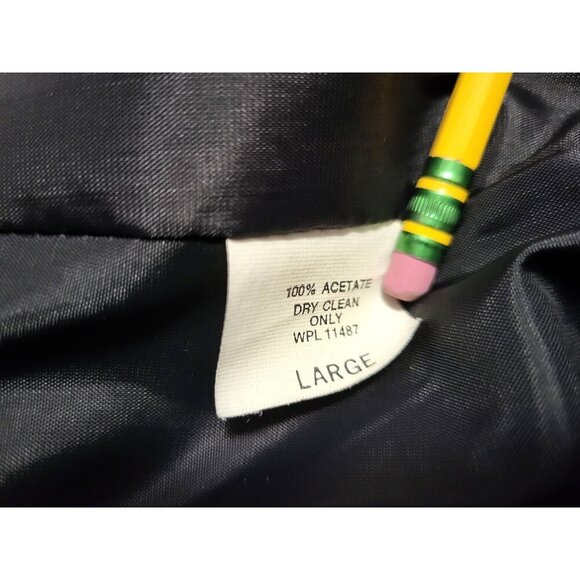 100% ACETATE
DRY CLEAN
ONLY
WPL 11487
LARGE